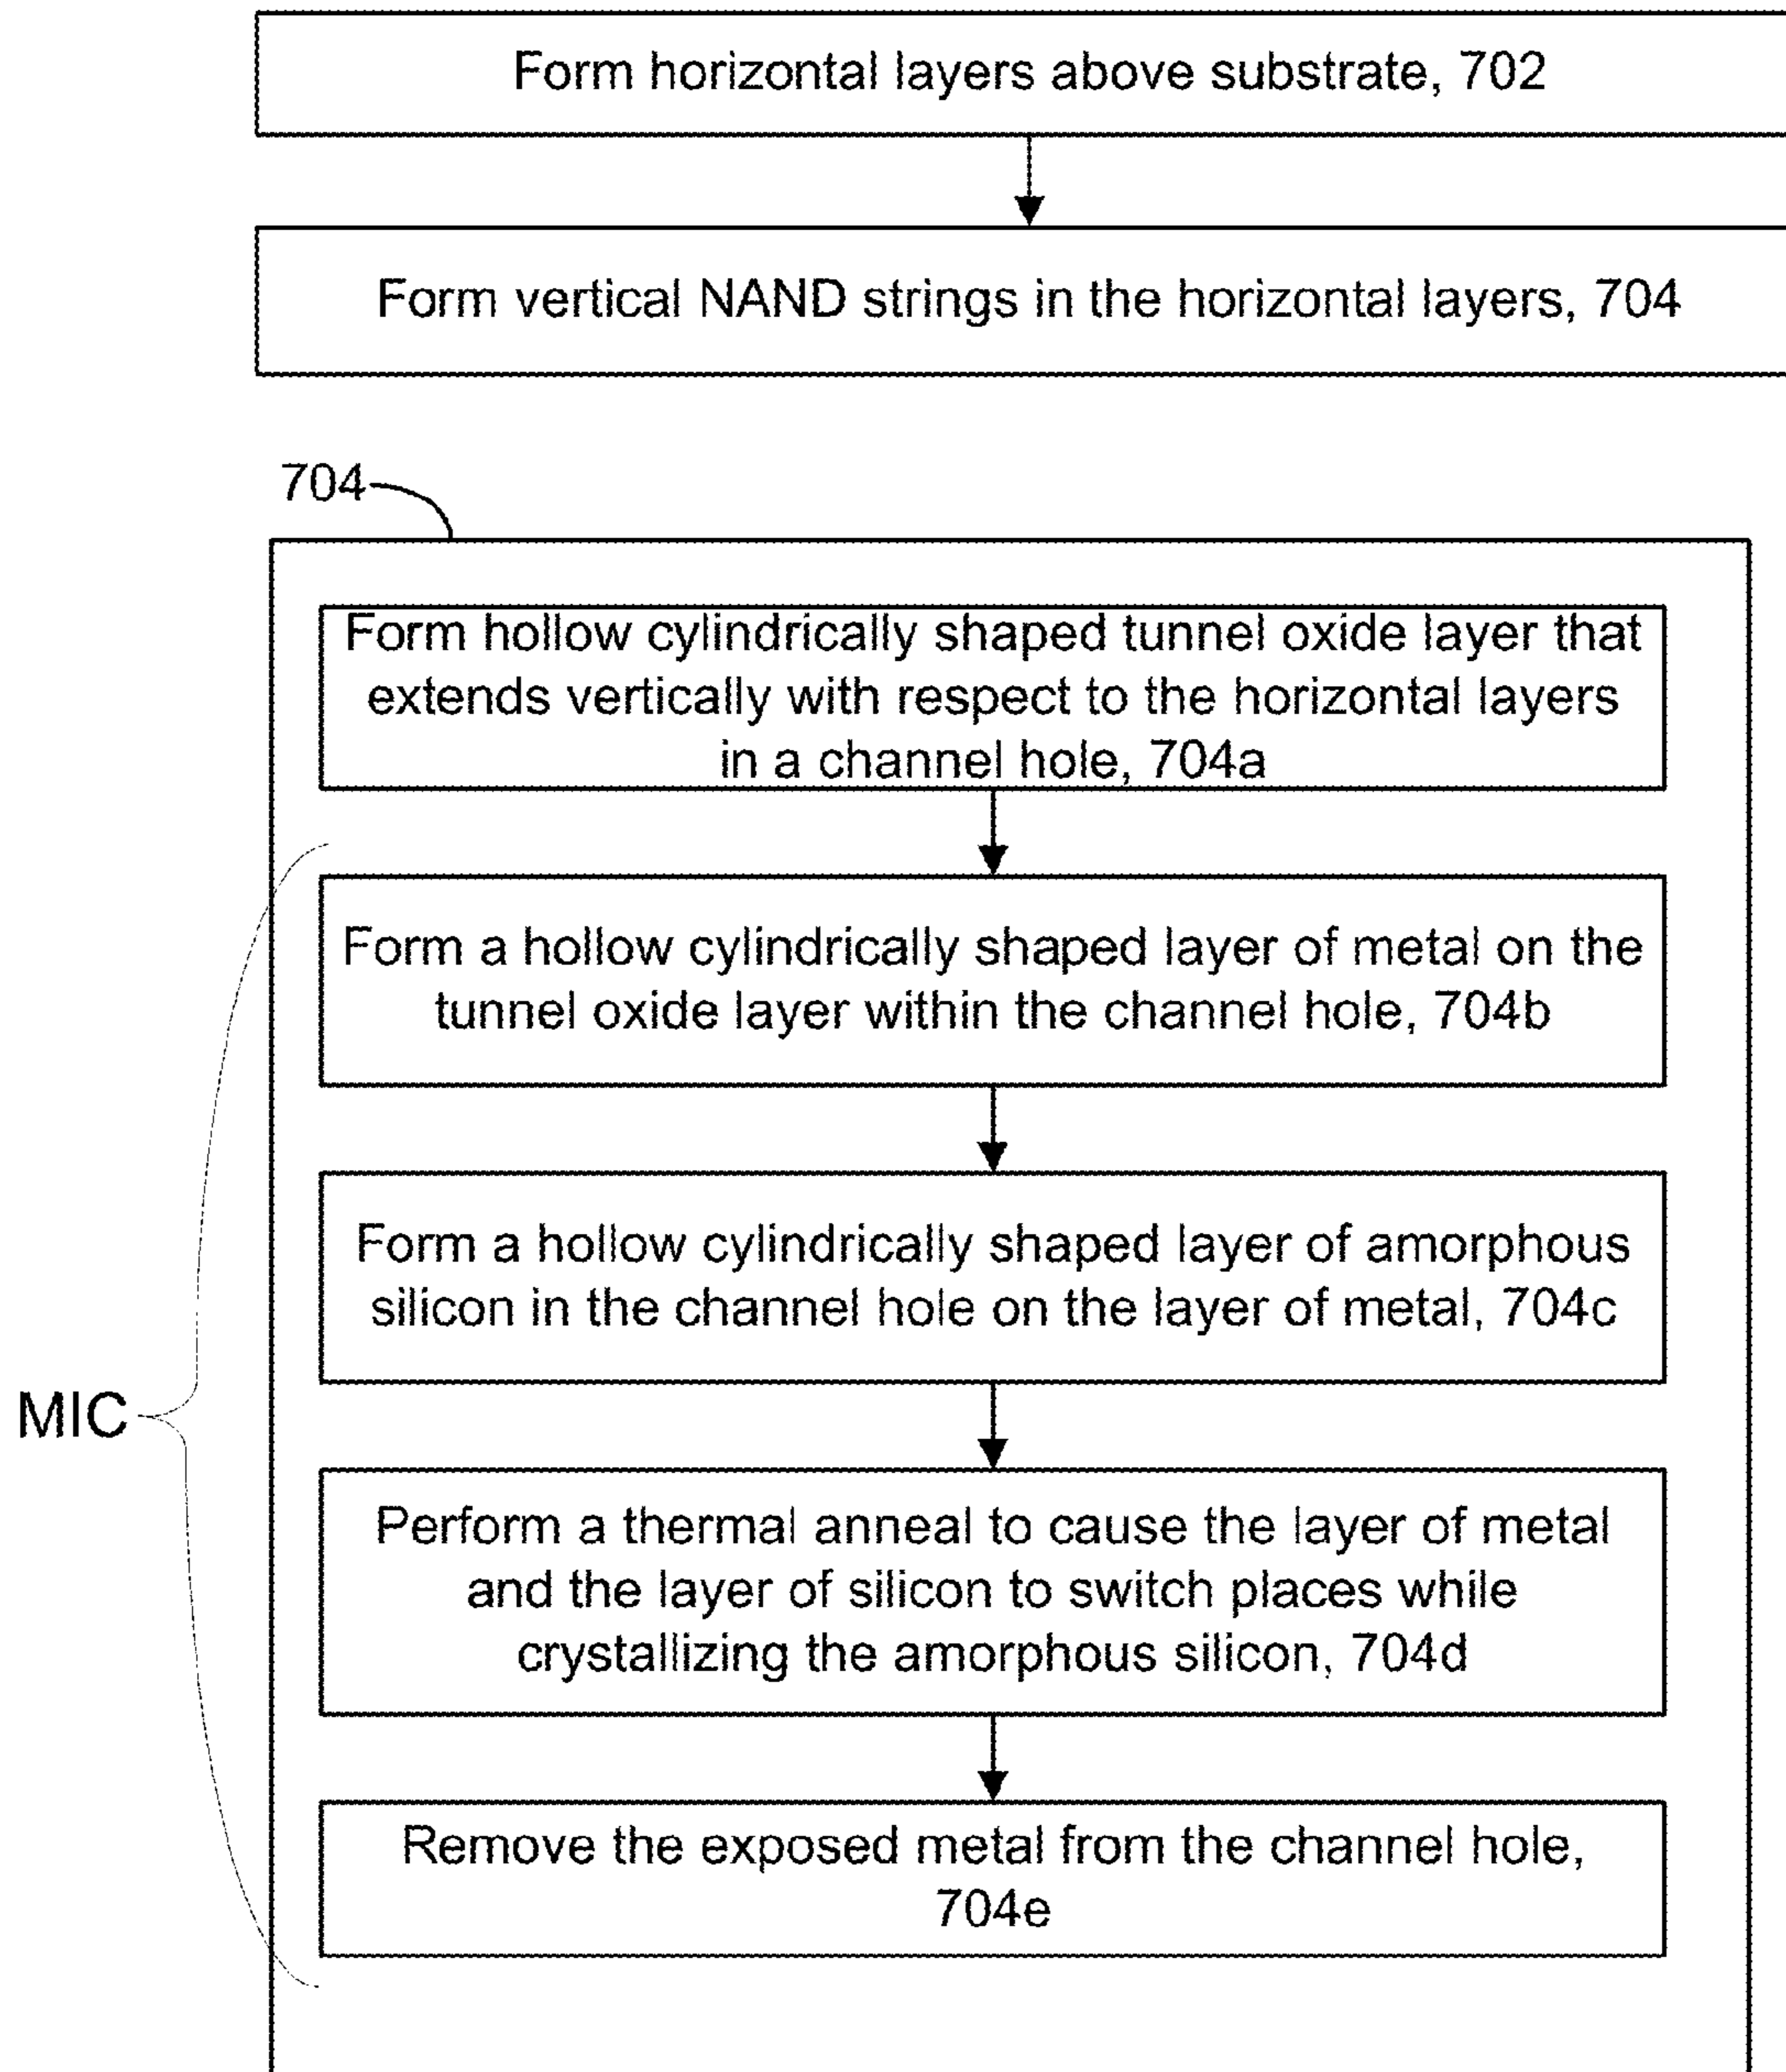 Form horizontal layers above substrate, 702
Form vertical NAND strings in the horizontal layers, 704
704
Form hollow cylindrically shaped tunnel oxide layer that
extends vertically with respect to the horizontal layers
in a channel hole, 704a
Form a hollow cylindrically shaped layer of metal on the
tunnel oxide layer within the channel hole, 704b
Form a hollow cylindrically shaped layer of amorphous
silicon in the channel hole on the layer of metal, 704c
MIC
Perform a thermal anneal to cause the layer of metal
and the layer of silicon to switch places while
crystallizing the amorphous silicon, 704d
Remove the exposed metal from the channel hole,
704e